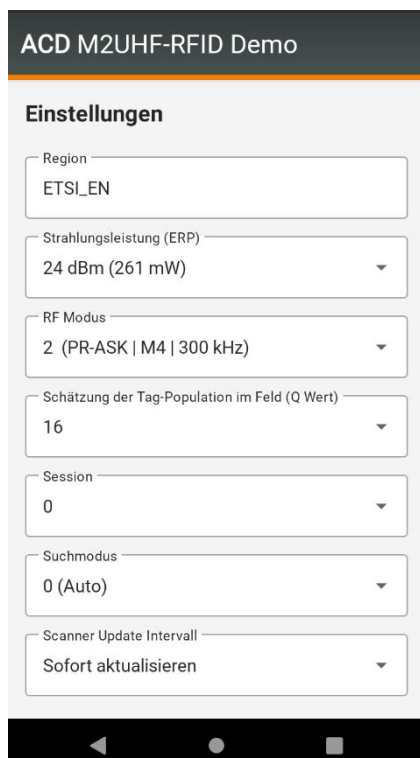 ACD M2UHF-RFID Demo
Einstellungen
Region
ETSI_EN
Strahlungsleistung (ERP)
24 dBm (261 mW)
RF Modus
2 (PR-ASK | M4 | 300 kHz)
Schätzung der Tag-Population im Feld (Q Wert)
16
Session
0
Suchmodus
0 (Auto)
Scanner Update Intervall
Sofort aktualisieren